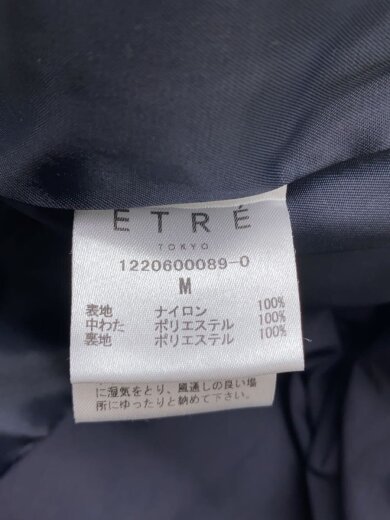 ETRÉ
TOKYO
1220600089-0
M
表地 ナイロン 100%
中わた ポリエステル 100%
裏地 ポリエステル 100%
に湿気をとり、風通しの良い場
所にゆったりと納めて下さい。